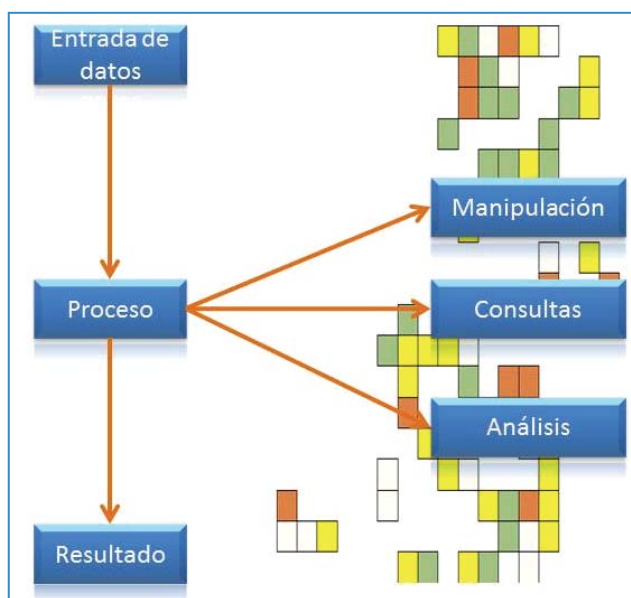 Entrada de
datos
Manipulación
Proceso
Consultas
Análisis
Resultado